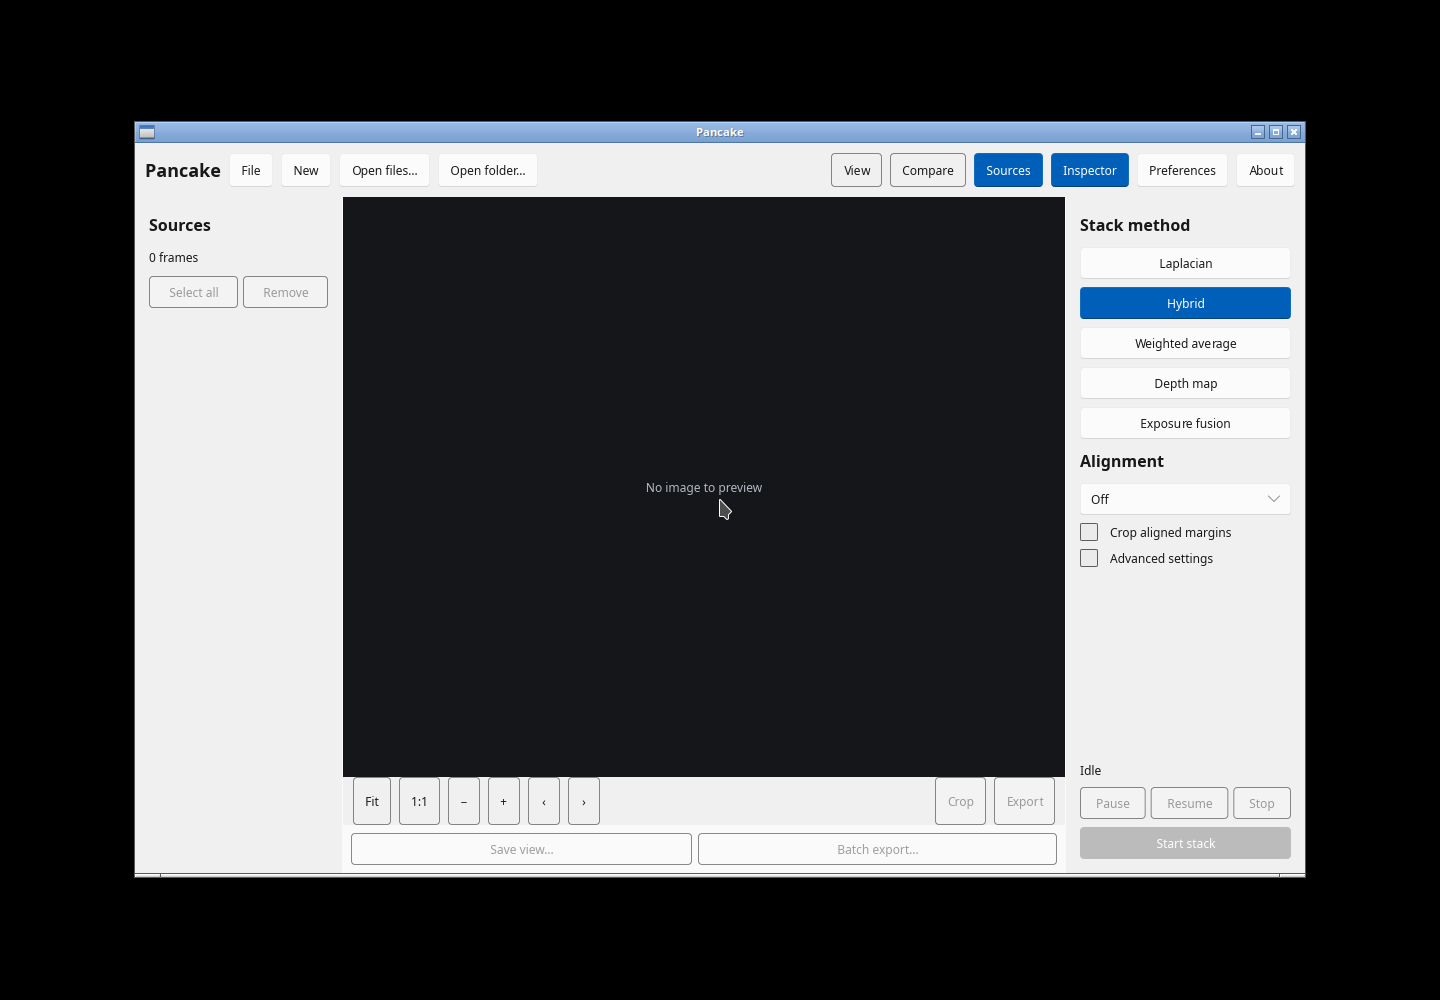 Pancake
Pancake File New Open files... Open folder... View Compare Sources Inspector Preferences About
Sources
0 frames
Select all Remove
No image to preview
Fit 1:1 − + ‹ › Crop Export
Save view... Batch export...
Stack method
Laplacian
Hybrid
Weighted average
Depth map
Exposure fusion
Alignment
Off
Crop aligned margins
Advanced settings
Idle
Pause Resume Stop
Start stack